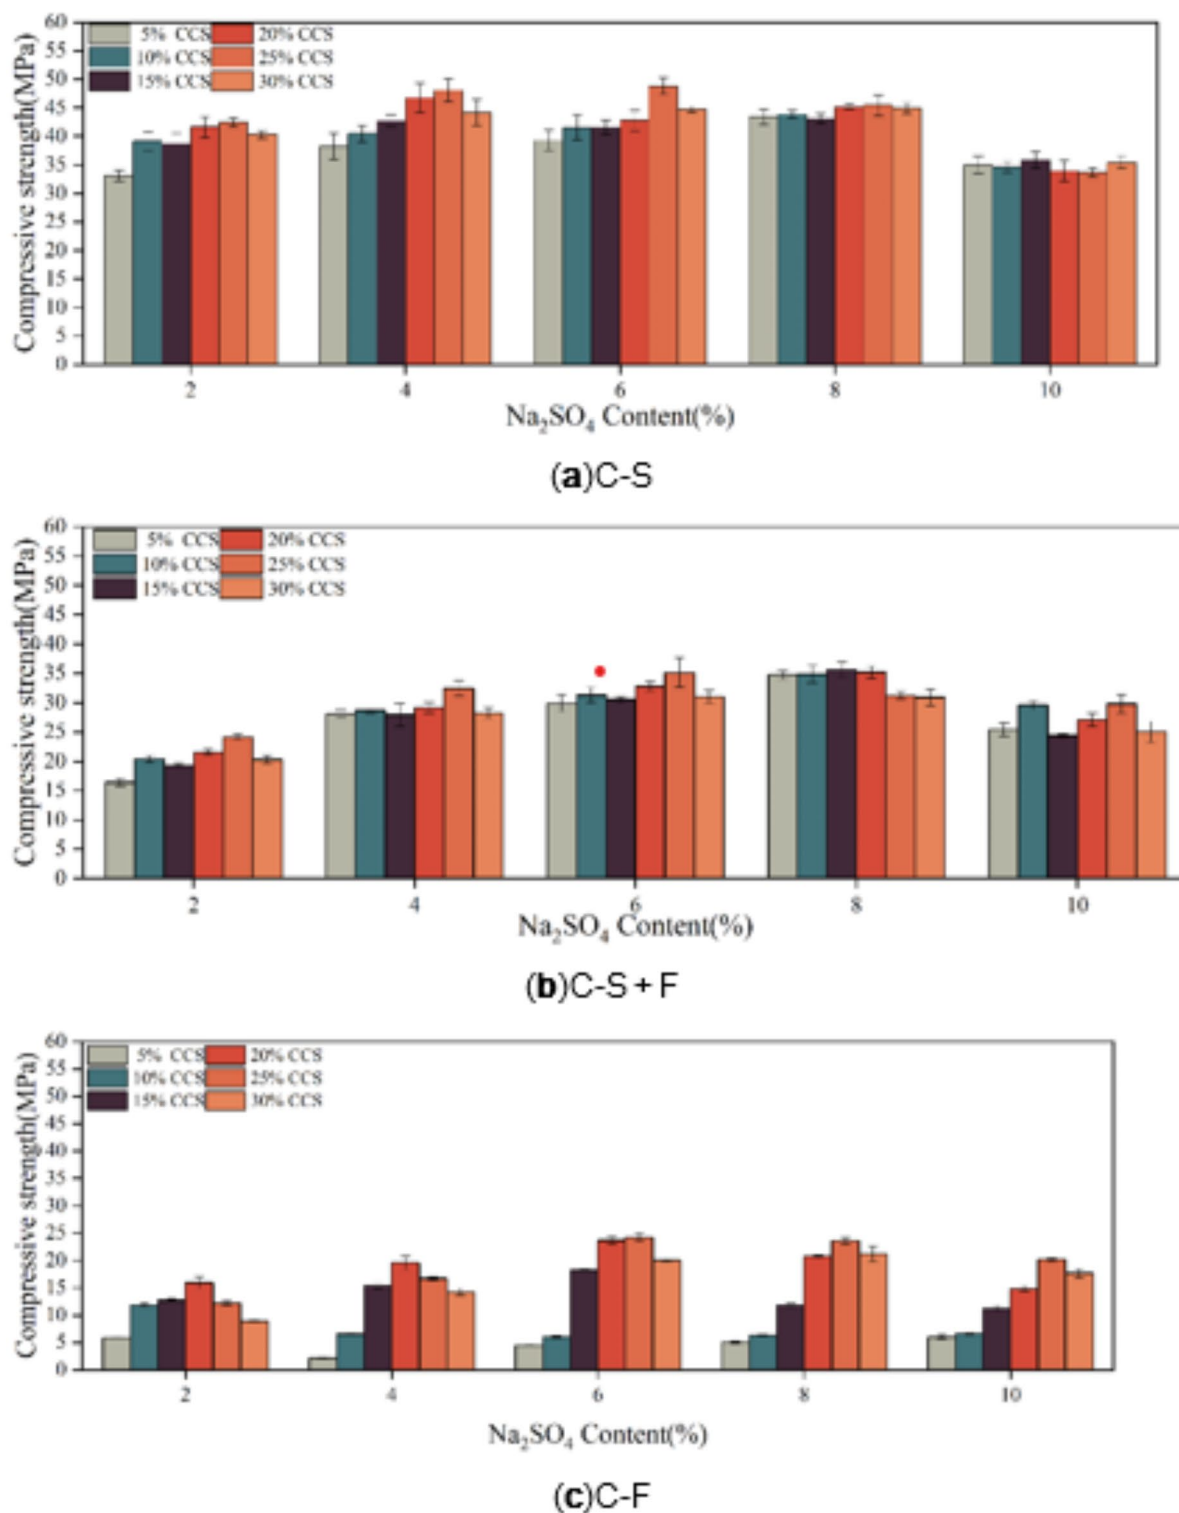 Compressive strength(MPa)
60
55
50
45
40
35
30
25
20
15
10
5
0
5% CCS 20% CCS
10% CCS 25% CCS
15% CCS 30% CCS
2 4 6 8 10
Na₂SO₄ Content(%)
(a)C-S
Compressive strength(MPa)
60
55
50
45
40
35
30
25
20
15
10
5
0
5% CCS 20% CCS
10% CCS 25% CCS
15% CCS 30% CCS
2 4 6 8 10
Na₂SO₄ Content(%)
(b)C-S + F
Compressive strength(MPa)
60
55
50
45
40
35
30
25
20
15
10
5
0
5% CCS 20% CCS
10% CCS 25% CCS
15% CCS 30% CCS
2 4 6 8 10
Na₂SO₄ Content(%)
(c)C-F